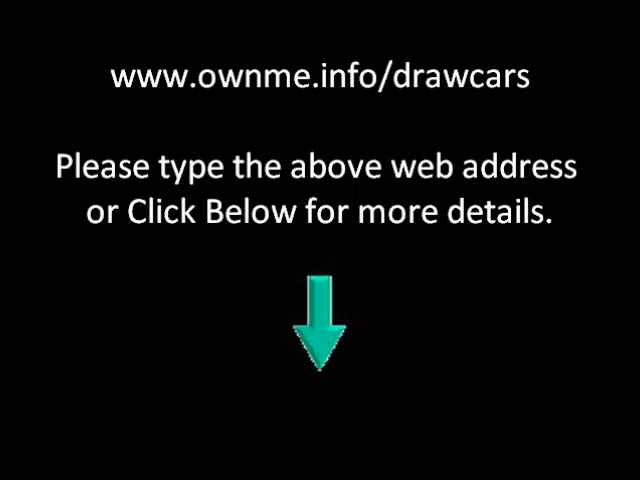 www.ownme.info/drawcars
Please type the above web address
or Click Below for more details.